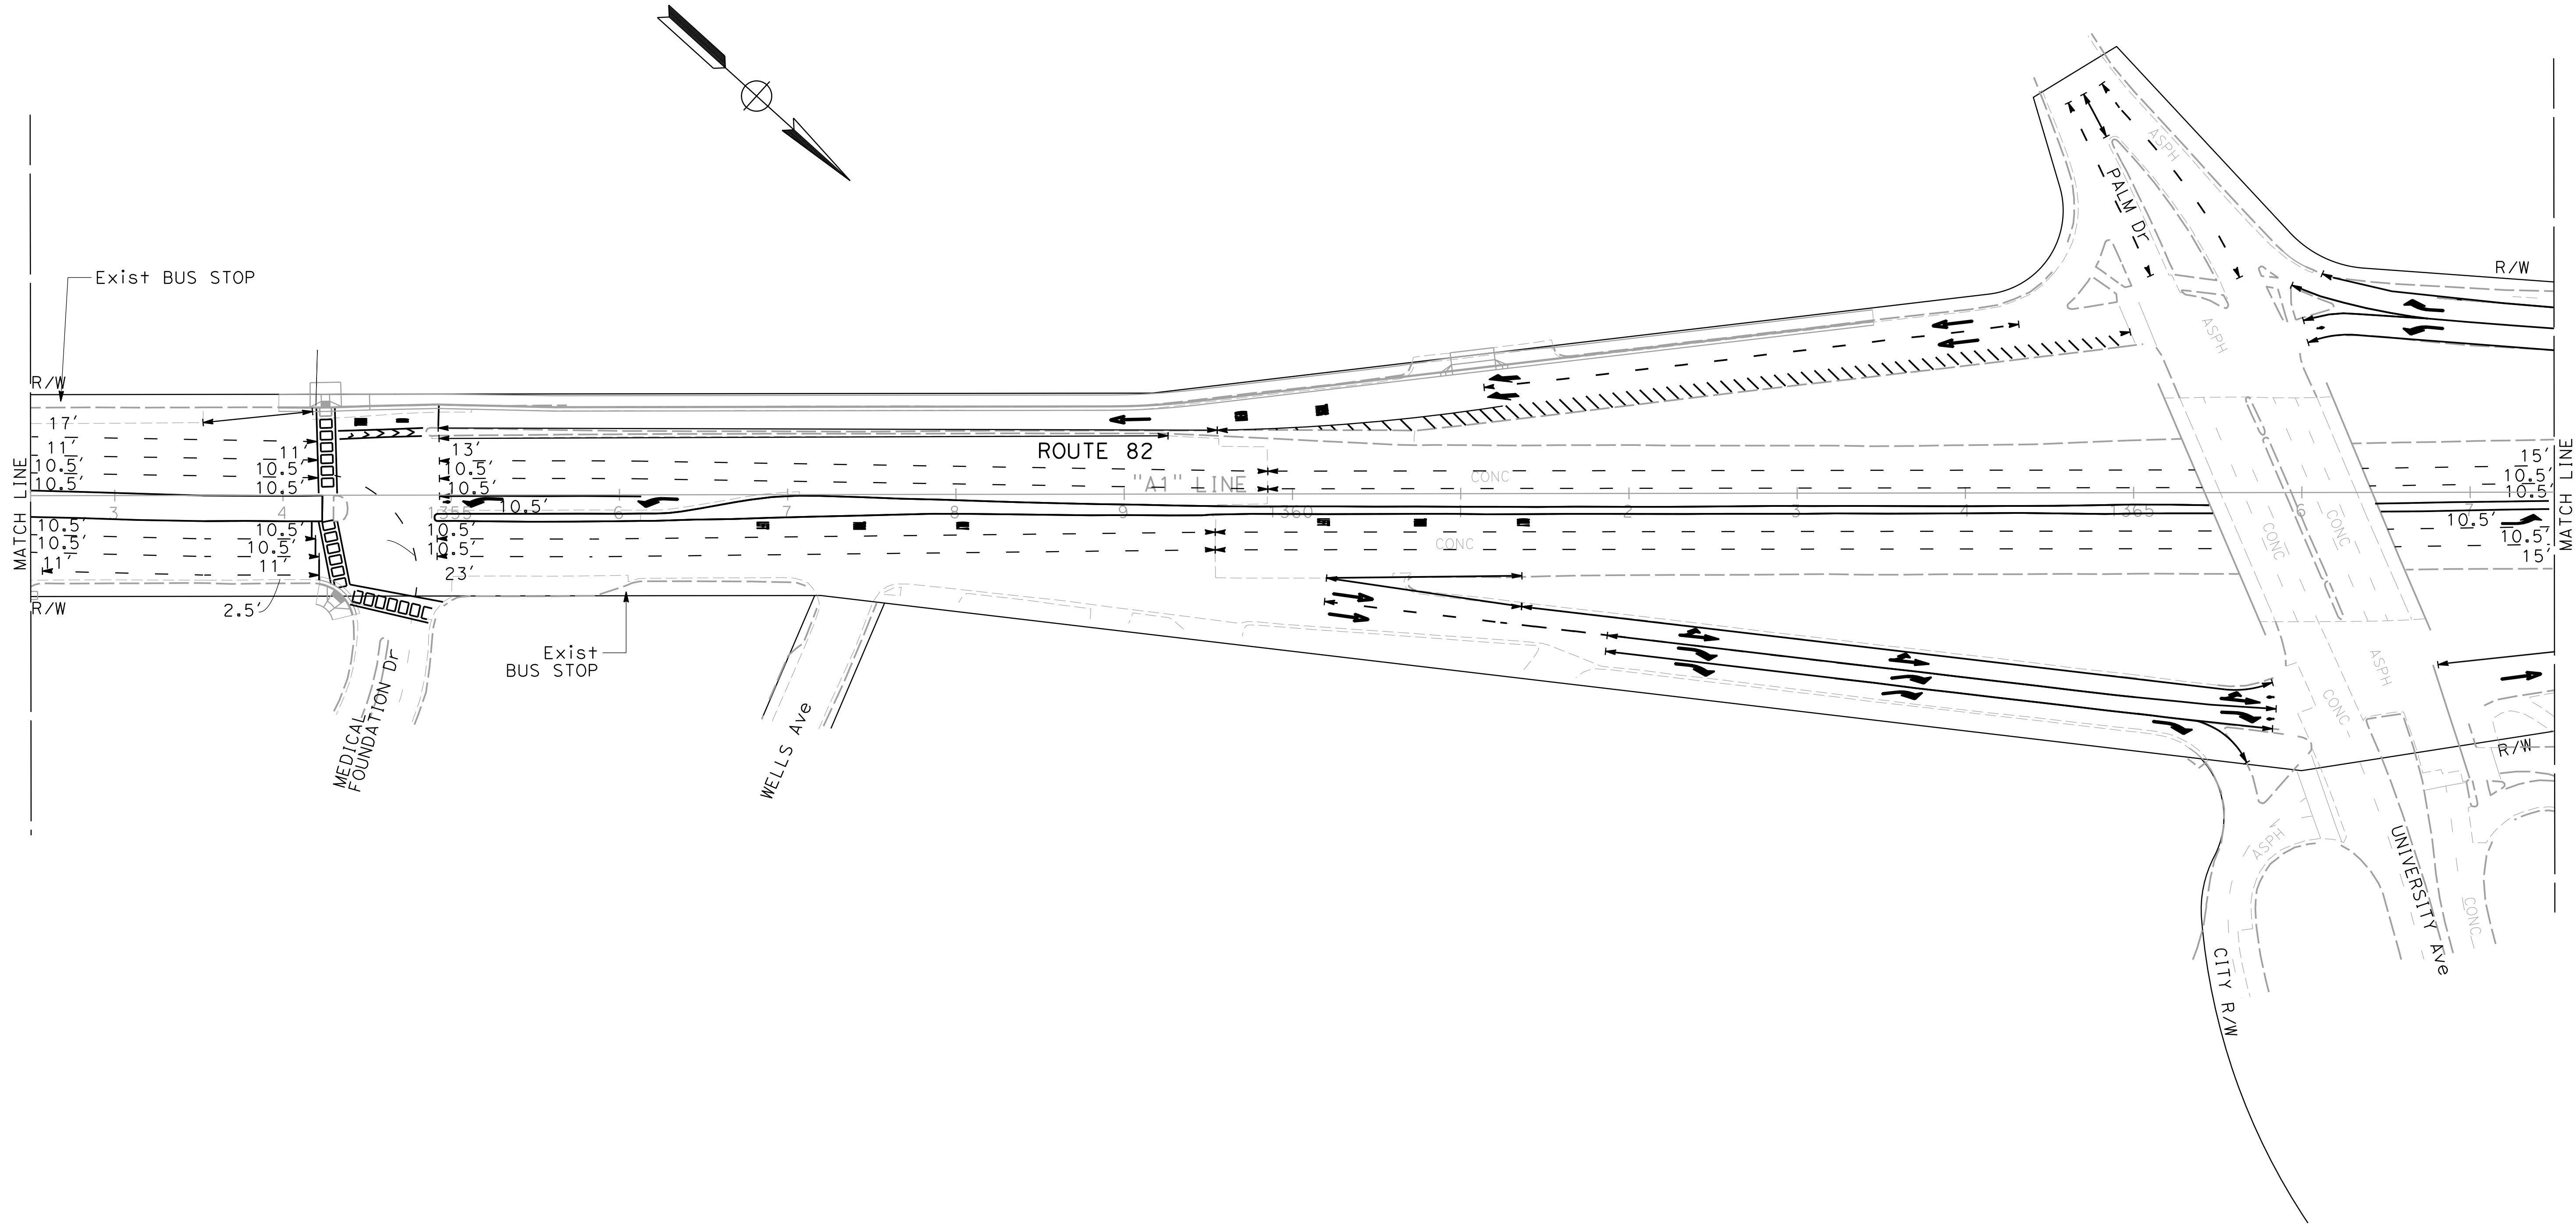 Exist BUS STOP
R/W
17'
11'
10.5'
10.5'
MATCH LINE
10.5'
10.5'
11'
R/W
2.5'
11'
10.5'
10.5'
10.5'
10.5'
11'
13'
10.5'
10.5'
10.5'
10.5'
10.5'
23'
3
4
1355
6
7
8
9
1360
2
3
4
1365
6
7
ROUTE 82
"A1" LINE
CONC
CONC
Exist
BUS STOP
MEDICAL
FOUNDATION Dr
WELLS Ave
PALM Dr
ASPH
ASPH
R/W
15'
10.5'
10.5'
10.5'
10.5'
15'
MATCH LINE
CONC
CONC
ASPH
CONC
R/W
ASPH
UNIVERSITY Ave
CONC
CITY R/W